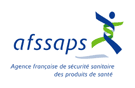 afssaps
Agence française de sécurité sanitaire
des produits de santé